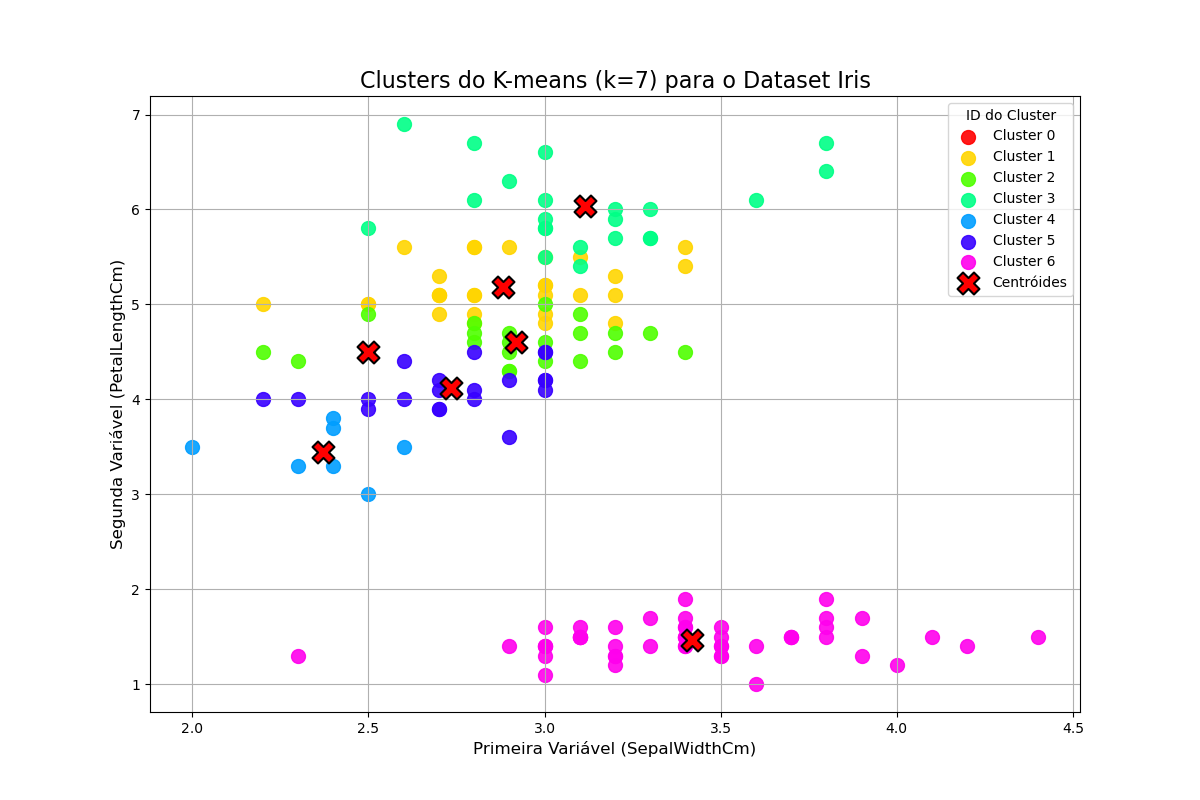 Clusters do K-means (k=7) para o Dataset Iris
ID do Cluster
Cluster 0
Cluster 1
Cluster 2
Cluster 3
Cluster 4
Cluster 5
Cluster 6
Centróides
Segunda Variável (PetalLengthCm)
7
6
5
4
3
2
1
2.0 2.5 3.0 3.5 4.0 4.5
Primeira Variável (SepalWidthCm)